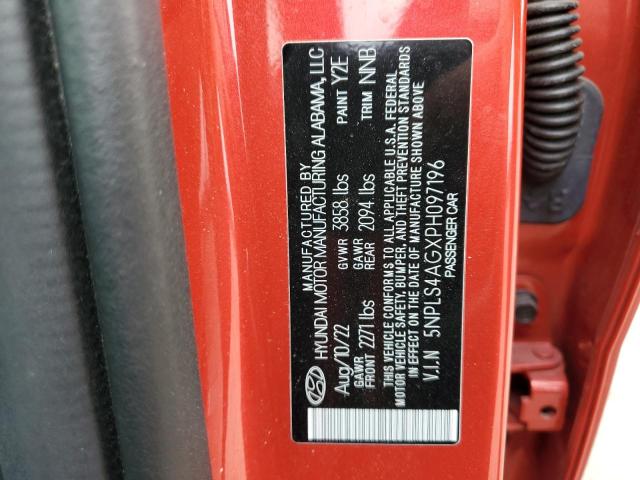 MANUFACTURED BY
HYUNDAI MOTOR MANUFACTURING ALABAMA, LLC
Aug/10/22 GVWR 3858 lbs PAINT Y2E
GAWR FRONT 2271 lbs GAWR REAR 2094 lbs TRIM NNB
THIS VEHICLE CONFORMS TO ALL APPLICABLE U.S.A. FEDERAL
MOTOR VEHICLE SAFETY, BUMPER, AND THEFT PREVENTION STANDARDS
IN EFFECT ON THE DATE OF MANUFACTURE SHOWN ABOVE
V.I.N 5NPLS4AGXPH097196
PASSENGER CAR